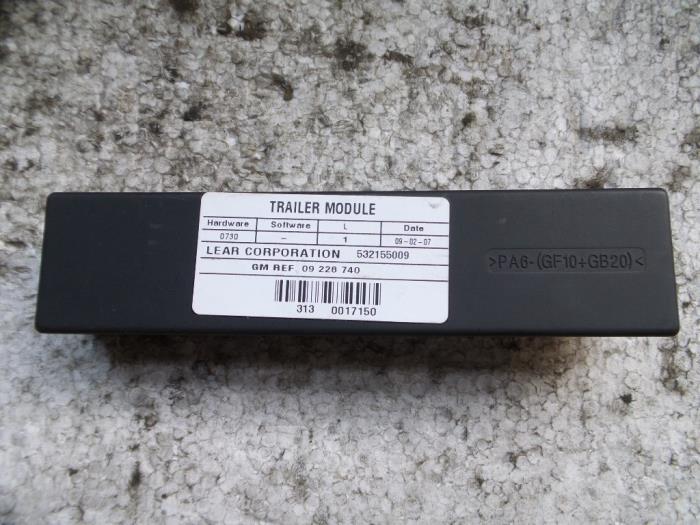 TRAILER MODULE
Hardware Software L Date
0730 – 1 09-02-07
LEAR CORPORATION 532155009
GM REF. 09 228 740
313 0017150
>PA6-(GF10+GB20)<